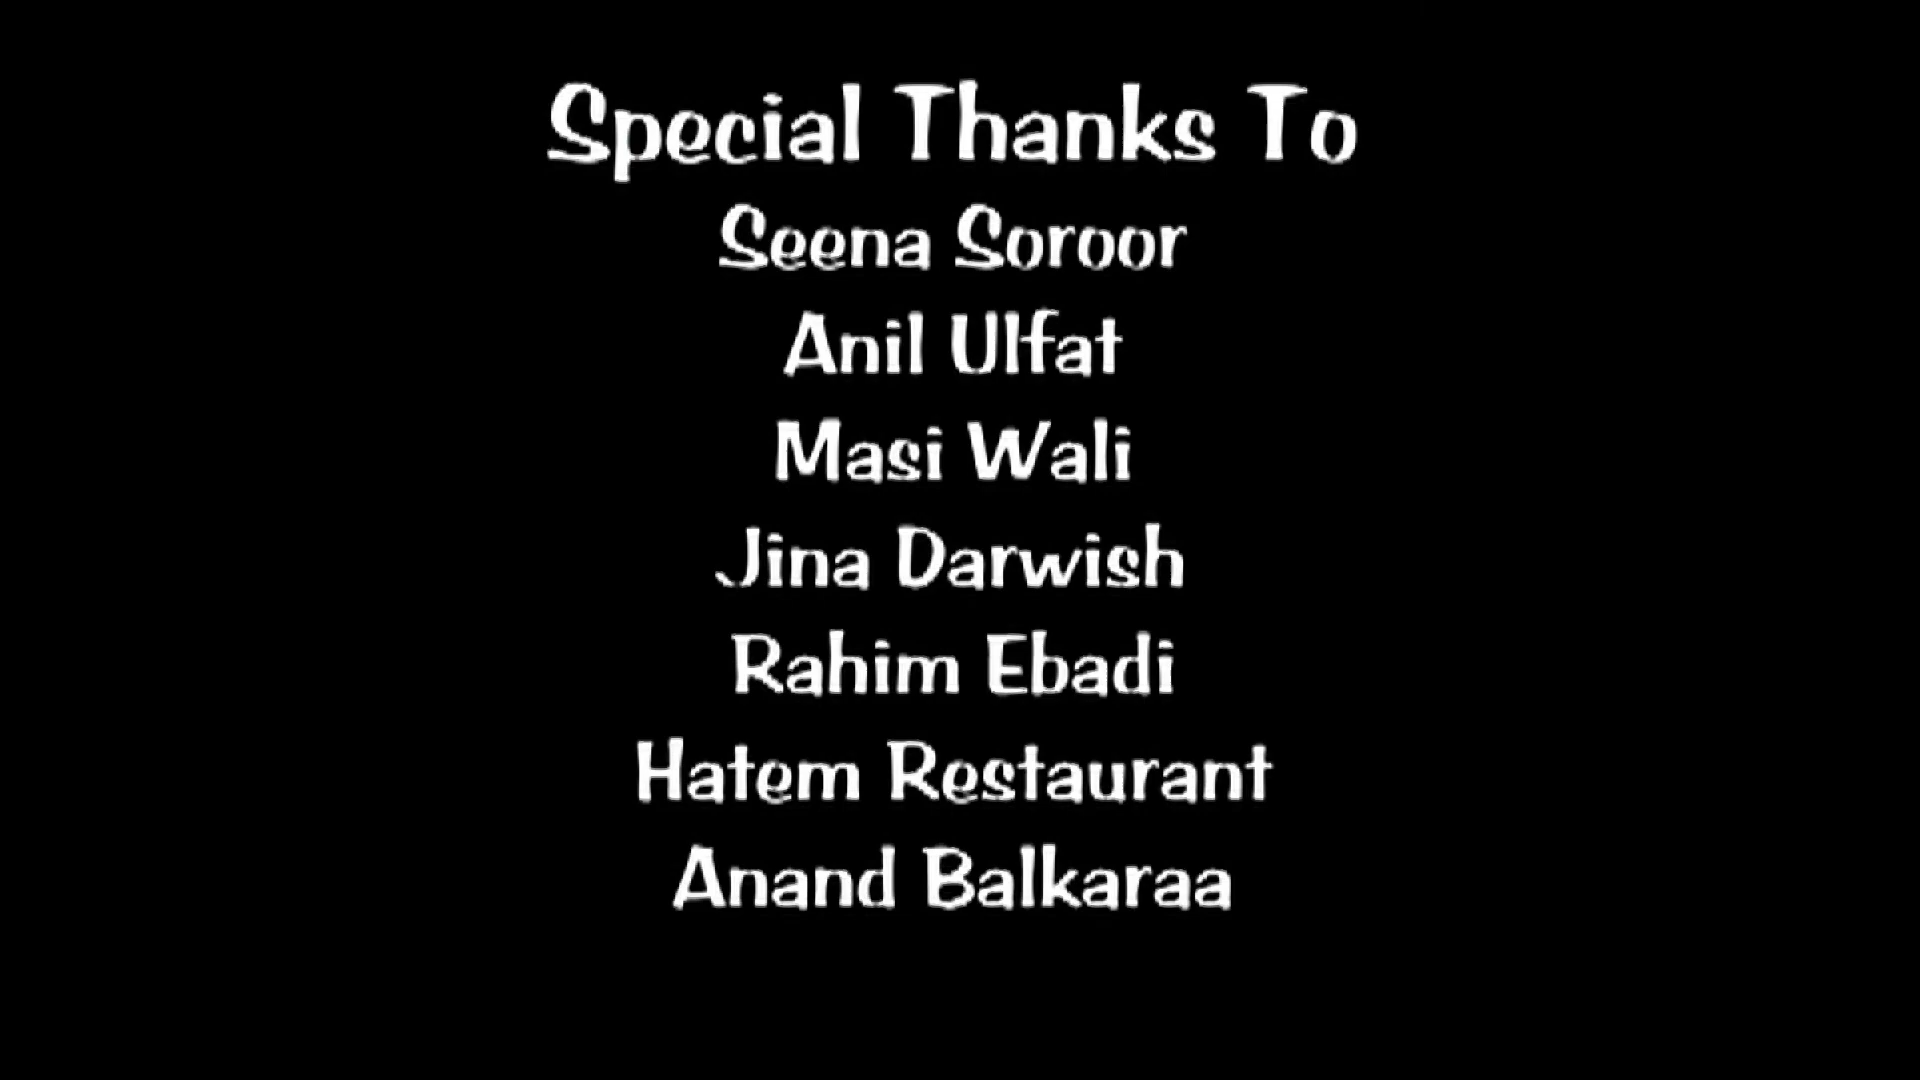 Special Thanks To
Seena Soroor
Anil Ulfat
Masi Wali
Jina Darwish
Rahim Ebadi
Hatem Restaurant
Anand Balkaraa